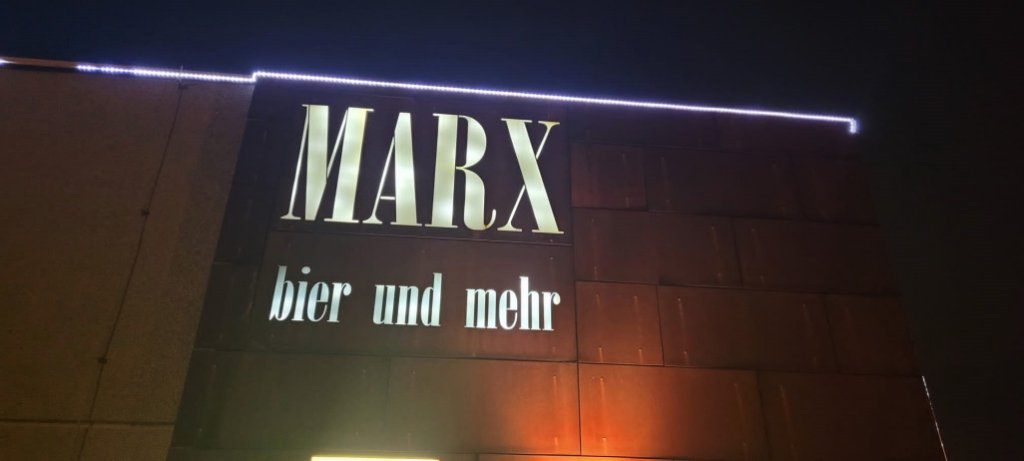 MARX
bier und mehr